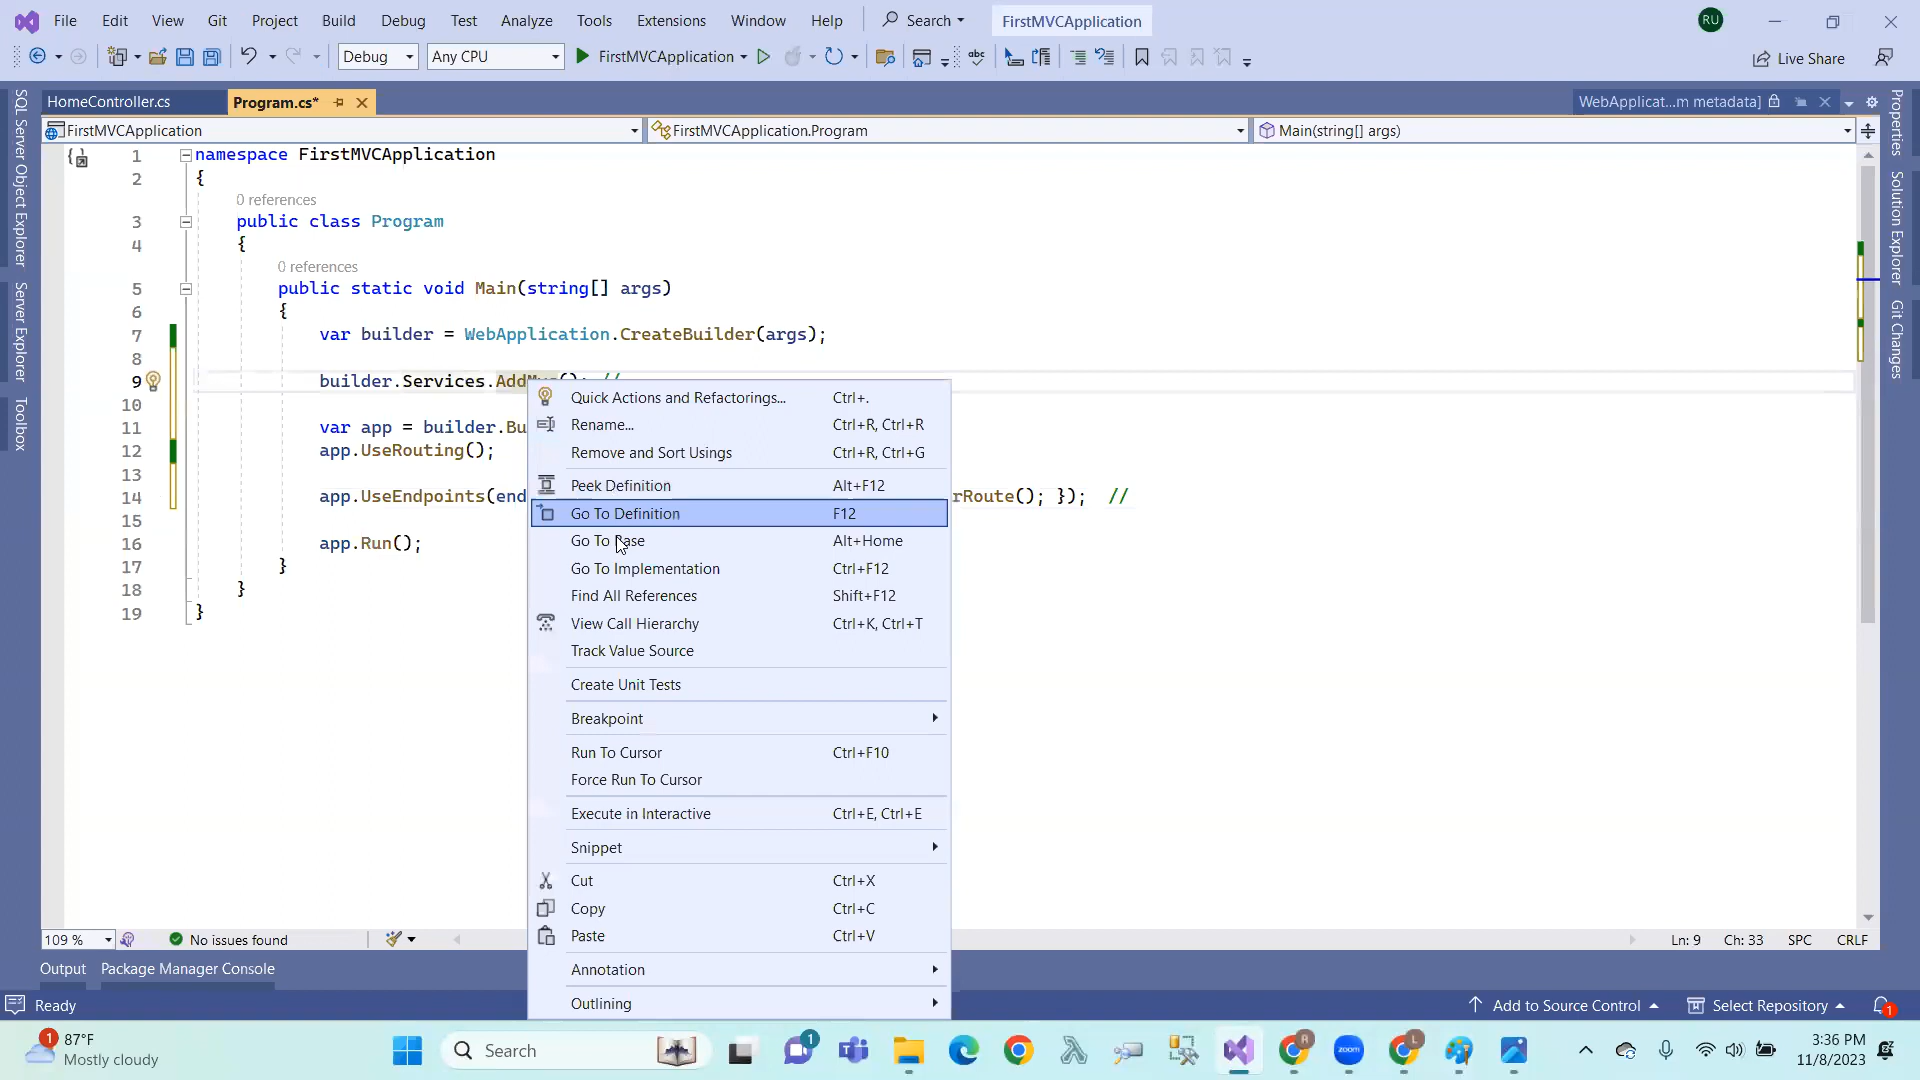 File Edit View Git Project Build Debug Test Analyze Tools Extensions Window Help Search FirstMVCApplication RU
Debug Any CPU FirstMVCApplication Live Share
HomeController.cs Program.cs* WebApplicat...m metadata]
FirstMVCApplication FirstMVCApplication.Program Main(string[] args)
SQL Server Object Explorer
Server Explorer
Toolbox
1 namespace FirstMVCApplication
2 {
0 references
3 public class Program
4 {
0 references
5 public static void Main(string[] args)
6 {
7 var builder = WebApplication.CreateBuilder(args);
8
9 builder.Services.AddMvc(); //
10
11 var app = builder.Bu
12 app.UseRouting();
13
14 app.UseEndpoints(end rRoute(); }); //
15
16 app.Run();
17 }
18 }
19 }
Quick Actions and Refactorings... Ctrl+.
Rename... Ctrl+R, Ctrl+R
Remove and Sort Usings Ctrl+R, Ctrl+G
Peek Definition Alt+F12
Go To Definition F12
Go To Base Alt+Home
Go To Implementation Ctrl+F12
Find All References Shift+F12
View Call Hierarchy Ctrl+K, Ctrl+T
Track Value Source
Create Unit Tests
Breakpoint
Run To Cursor Ctrl+F10
Force Run To Cursor
Execute in Interactive Ctrl+E, Ctrl+E
Snippet
Cut Ctrl+X
Copy Ctrl+C
Paste Ctrl+V
Annotation
Outlining
Properties
Solution Explorer
Git Changes
109 % No issues found Ln: 9 Ch: 33 SPC CRLF
Output Package Manager Console
Ready Add to Source Control Select Repository 1
1 87°F
Mostly cloudy
Search 1 zoom R L
3:36 PM
11/8/2023